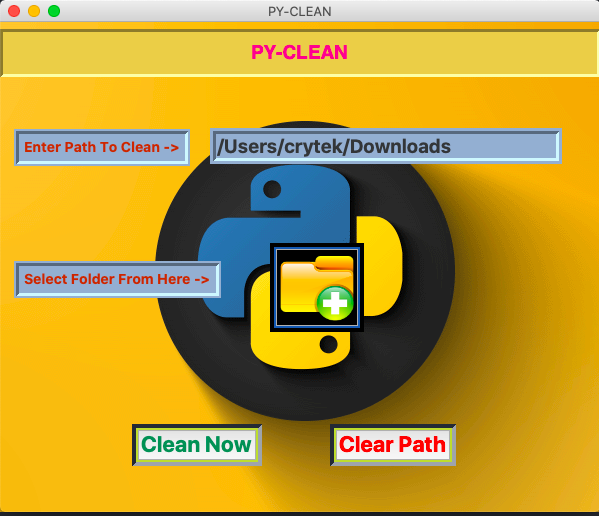 PY-CLEAN
PY-CLEAN
Enter Path To Clean ->
/Users/crytek/Downloads
Select Folder From Here ->
Clean Now
Clear Path